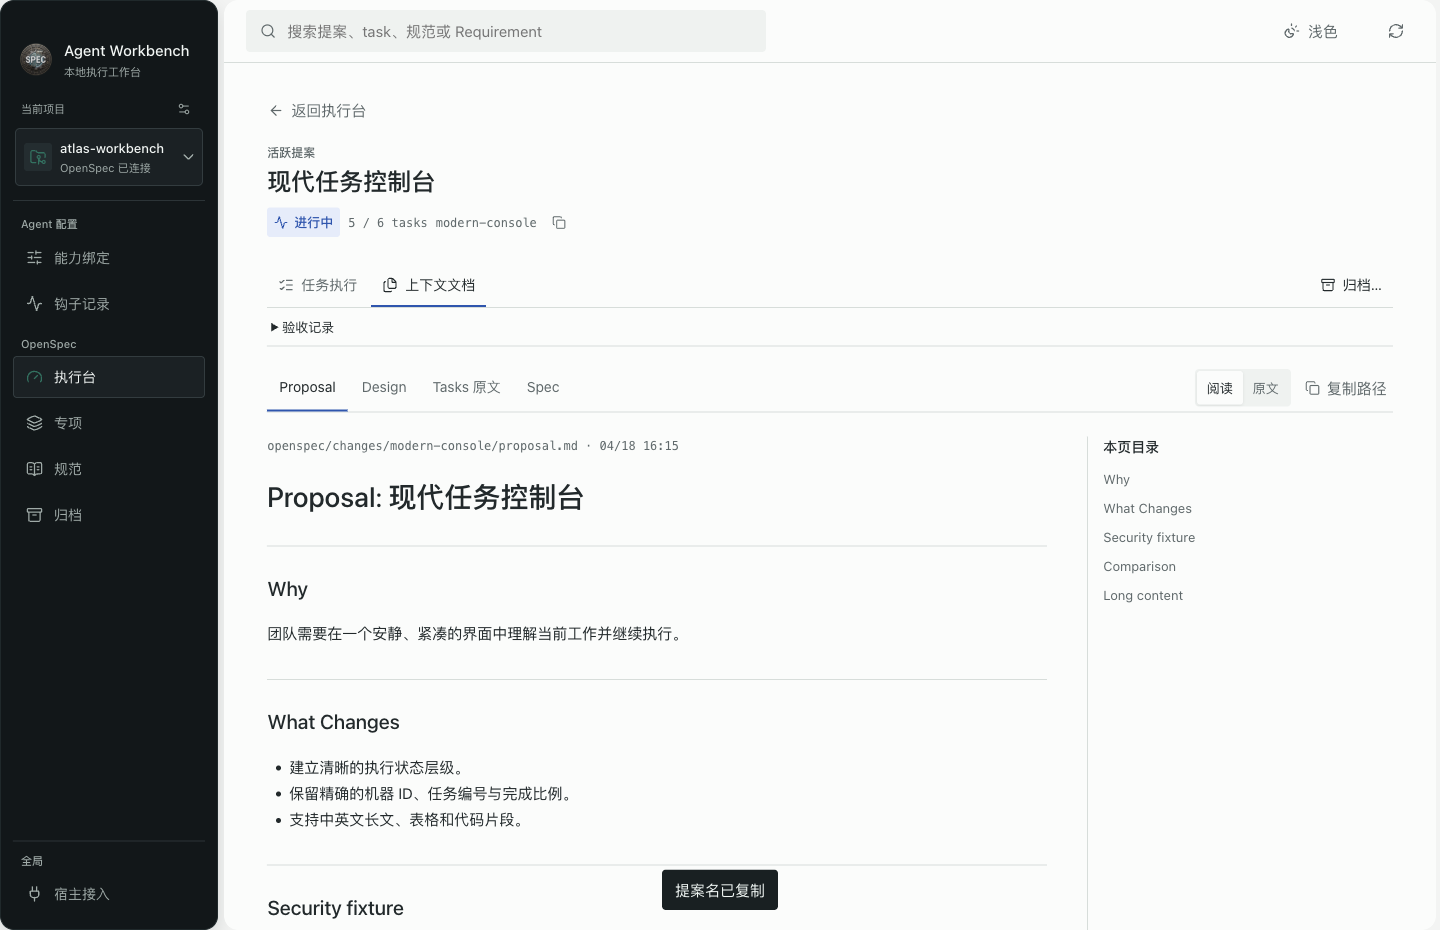 SPEC
Agent Workbench
本地执行工作台
当前项目
atlas-workbench
OpenSpec 已连接
Agent 配置
能力绑定
钩子记录
OpenSpec
执行台
专项
规范
归档
全局
宿主接入
搜索提案、task、规范或 Requirement
浅色
返回执行台
活跃提案
现代任务控制台
进行中 5 / 6 tasks modern-console
任务执行 上下文文档 归档...
验收记录
Proposal Design Tasks 原文 Spec 阅读 原文 复制路径
openspec/changes/modern-console/proposal.md · 04/18 16:15
Proposal: 现代任务控制台
Why
团队需要在一个安静、紧凑的界面中理解当前工作并继续执行。
What Changes
• 建立清晰的执行状态层级。
• 保留精确的机器 ID、任务编号与完成比例。
• 支持中英文长文、表格和代码片段。
Security fixture
本页目录
Why
What Changes
Security fixture
Comparison
Long content
提案名已复制